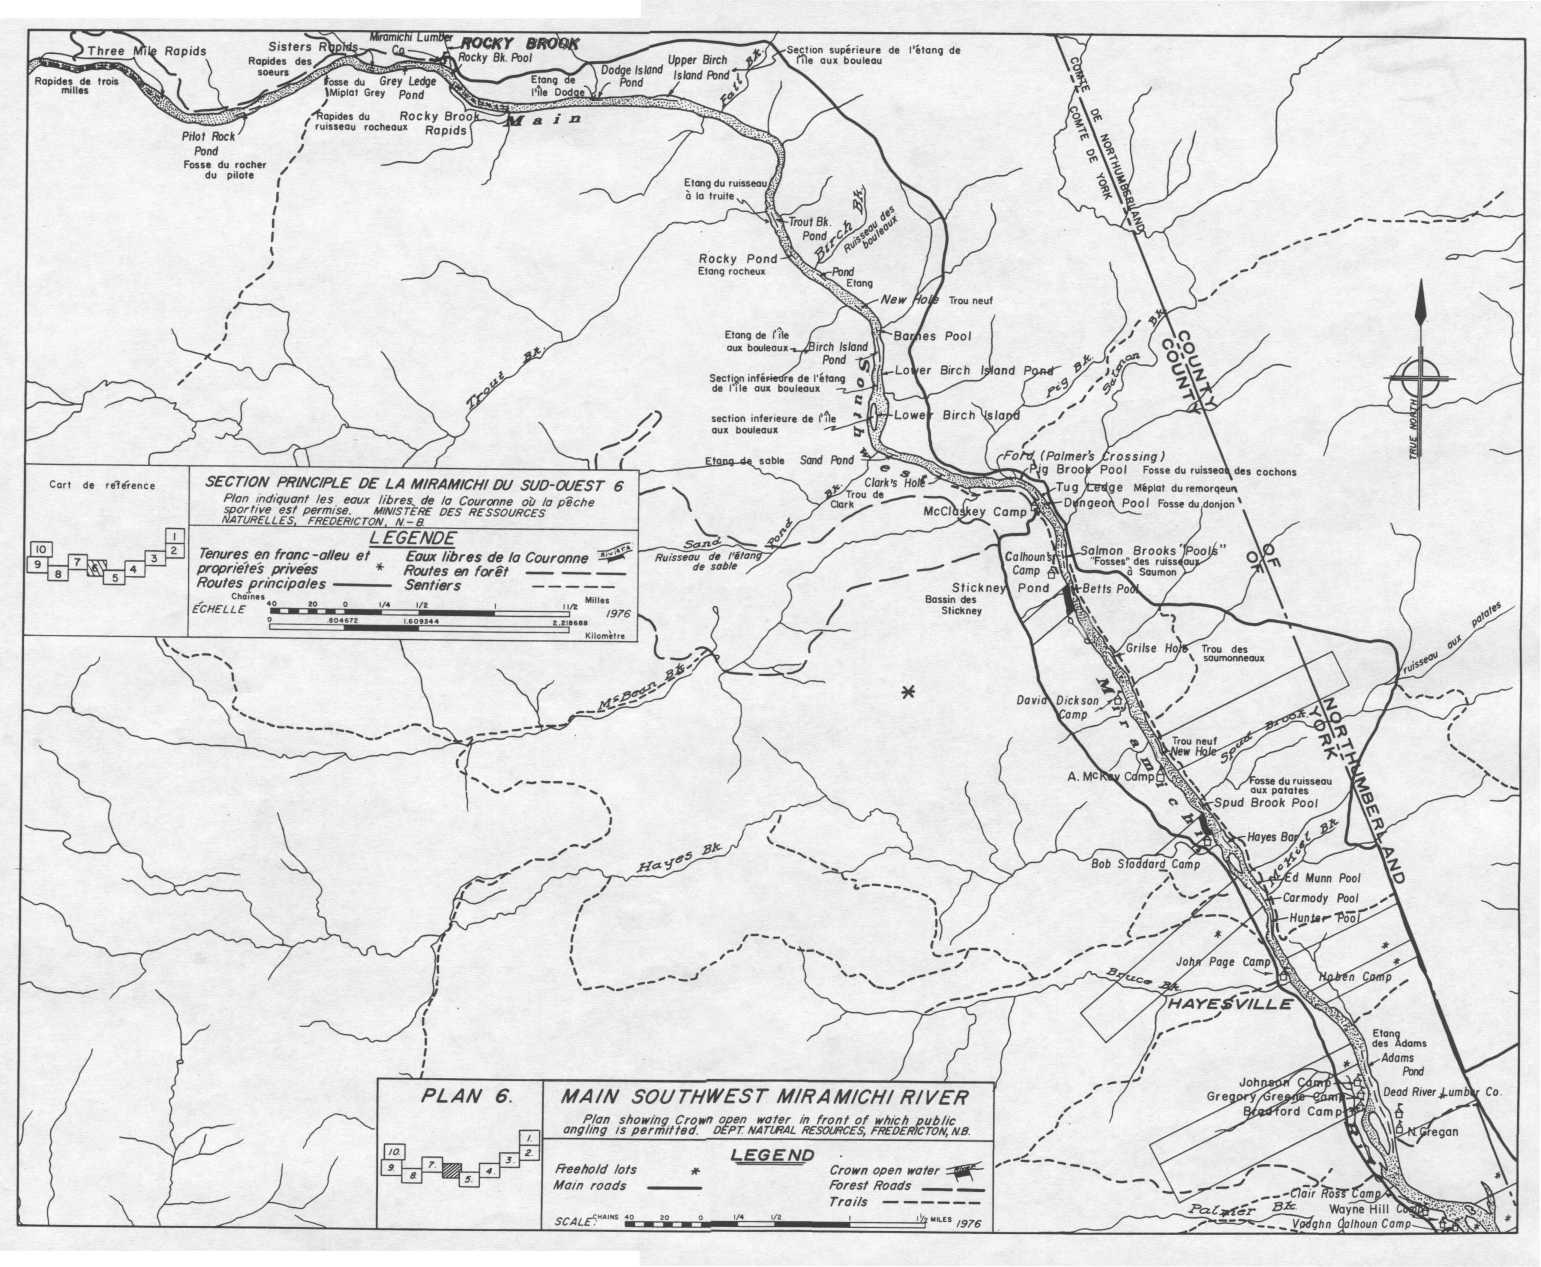 Three Mile Rapids
Rapides de trois
milles
Sisters Rapids
Rapides des
soeurs
Miramichi Lumber
Co
ROCKY BROOK
Rocky Bk. Pool
Fosse du
Miplat Grey
Grey Ledge
Pond
Pilot Rock
Pond
Fosse du rocher
du pilote
Rapides du
ruisseau rocheaux
Rocky Brook
Rapids
Etang de
l'île Dodge
Dodge Island
Pond
Upper Birch
Island Pond
Section supérieure de l'étang de
l'île aux bouleau
Fall Bk.
Main
COMTE DE NORTHUMBERLAND
COMTE DE YORK
Etang du ruisseau
à la truite
Trout Bk.
Pond
Birch Bk.
Ruisseau des
bouleaux
Rocky Pond
Etang rocheux
Pond
Etang
New Hole Trou neuf
Barnes Pool
Etang de l'île
aux bouleaux
Birch Island
Pond
Lower Birch Island Pond
Section inférieure de l'étang
de l'île aux bouleaux
Lower Birch Island
section inferieure de l'île
aux bouleaux
South
Trout Bk.
Pig Bk.
Salmon Bk.
COUNTY OF NORTHUMBERLAND
COUNTY OF YORK
TRUE NORTH
Etang de sable Sand Pond
West
Clark's Hole
Trou de
Clark
Ford (Palmer's Crossing)
Pig Brook Pool Fosse du ruisseau des cochons
Tug Ledge Méplat du remorqeur
Dungeon Pool Fosse du donjon
McClaskey Camp
Sand Pond Bk.
Ruisseau de l'étang
de sable
Calhoun's
Camp
Salmon Brooks "Pools"
"Fosses" des ruisseaux
à Saumon
Stickney Pond
Bassin des
Stickney
Betts Pool
Cart de réference
10
9
8
7
6
5
4
3
2
1
SECTION PRINCIPLE DE LA MIRAMICHI DU SUD-OUEST 6
Plan indiquant les eaux libres de la Couronne où la pêche
sportive est permise. MINISTÈRE DES RESSOURCES
NATURELLES, FREDERICTON, N-B.
LEGENDE
Tenures en franc-alleu et
propriétés privées *
Eaux libres de la Couronne
RIVIÈRE
Routes principales
Routes en forêt
Sentiers
ÉCHELLE
Chaînes
40 20 0 1/4 1/2 1 1 1/2
Milles
1976
0 .804672 1.609344 2.218688
Kilomètre
McBean Bk.
Grilse Hole Trou des
saumonneaux
David Dickson
Camp
Miramichi
ruisseau aux patates
Spud Brook
Trou neuf
New Hole
A. McKay Camp
Fosse du ruisseau
aux patates
Spud Brook Pool
Hayes Bar
Hayes Bk
Bob Stoddard Camp
Ed Munn Pool
Carmody Pool
Hunter Pool
John Page Camp
Bruce Bk.
Hoben Camp
HAYESVILLE
Etang
des Adams
Adams
Pond
Johnson Camp
Gregory Greene Camp
Bradford Camp
Dead River Lumber Co.
N. Gregan
Clair Ross Camp
Palmer Bk.
Wayne Hill Camp
Vaughn Calhoun Camp
PLAN 6.
10.
9.
8.
7.
5.
4.
3.
2.
1.
MAIN SOUTHWEST MIRAMICHI RIVER
Plan showing Crown open water in front of which public
angling is permitted. DEPT. NATURAL RESOURCES, FREDERICTON, N.B.
LEGEND
Freehold lots *
Main roads
Crown open water
Forest Roads
Trails
SCALE:
CHAINS 40 20 0 1/4 1/2 1 1 1/2 MILES 1976